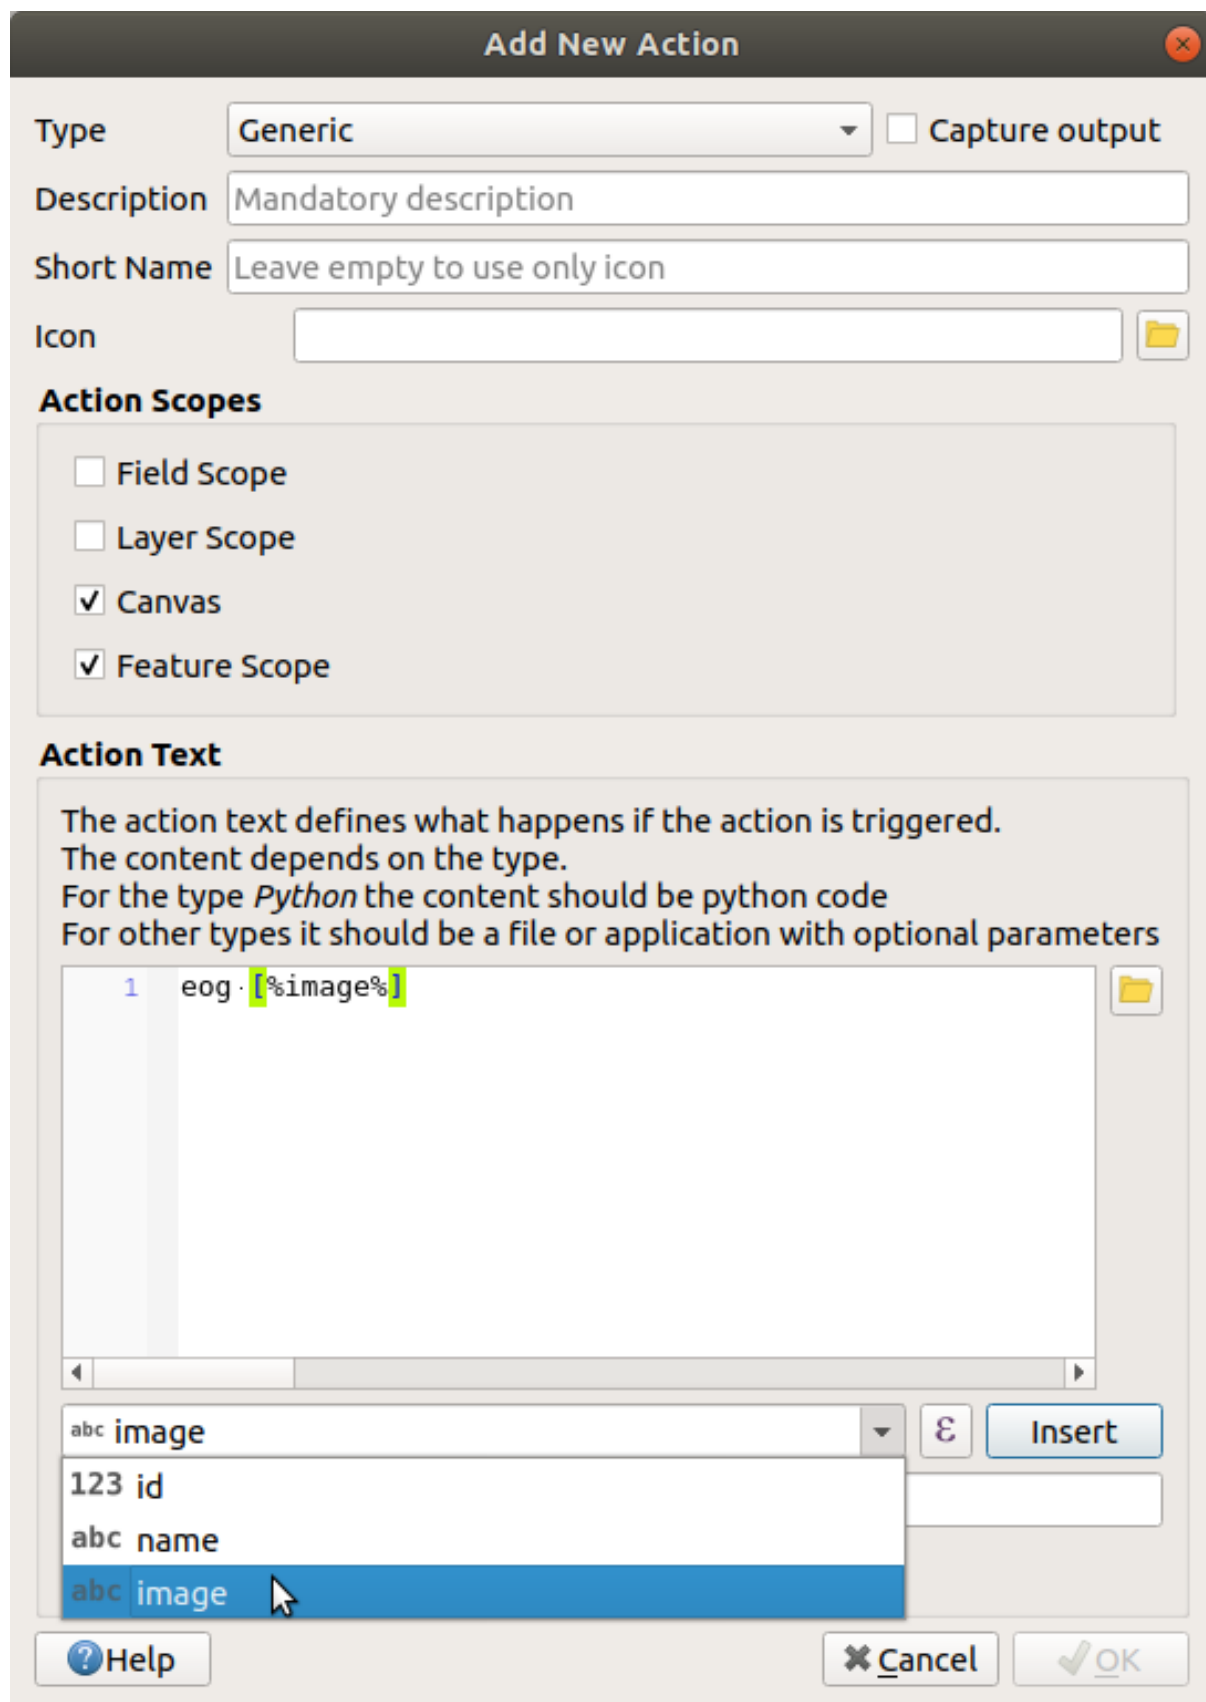 Add New Action
Type Generic Capture output
Description Mandatory description
Short Name Leave empty to use only icon
Icon
Action Scopes
Field Scope
Layer Scope
Canvas
Feature Scope
Action Text
The action text defines what happens if the action is triggered.
The content depends on the type.
For the type Python the content should be python code
For other types it should be a file or application with optional parameters
1 eog·[%image%]
abc image ε Insert
123 id
abc name
abc image
?Help Cancel OK